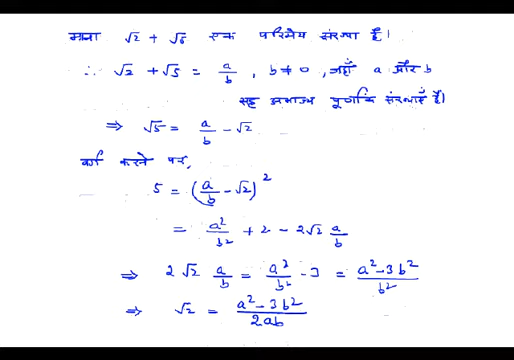 माना √2 + √5 एक परिमेय संख्या है।
∴ √2 + √5 = a/b , b ≠ 0 , जहाँ a और b
सह अभाज्य पूर्णांक संख्याएँ हैं।
⇒ √5 = a/b - √2
वर्ग करने पर,
5 = (a/b - √2)²
= a²/b² + 2 - 2√2 a/b
⇒ 2√2 a/b = a²/b² - 3 = (a² - 3b²)/b²
⇒ √2 = (a² - 3b²)/2ab